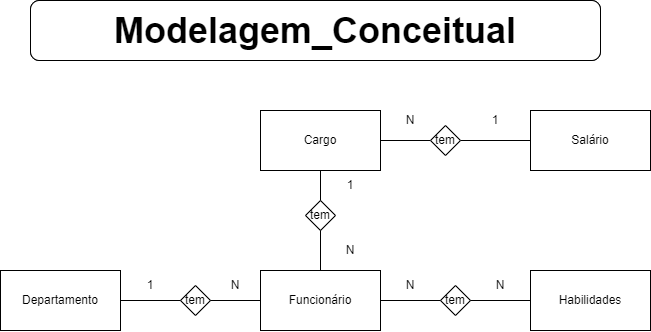 Modelagem_Conceitual
Cargo
N
tem
1
Salário
1
tem
N
Departamento
1
tem
N
Funcionário
N
tem
N
Habilidades